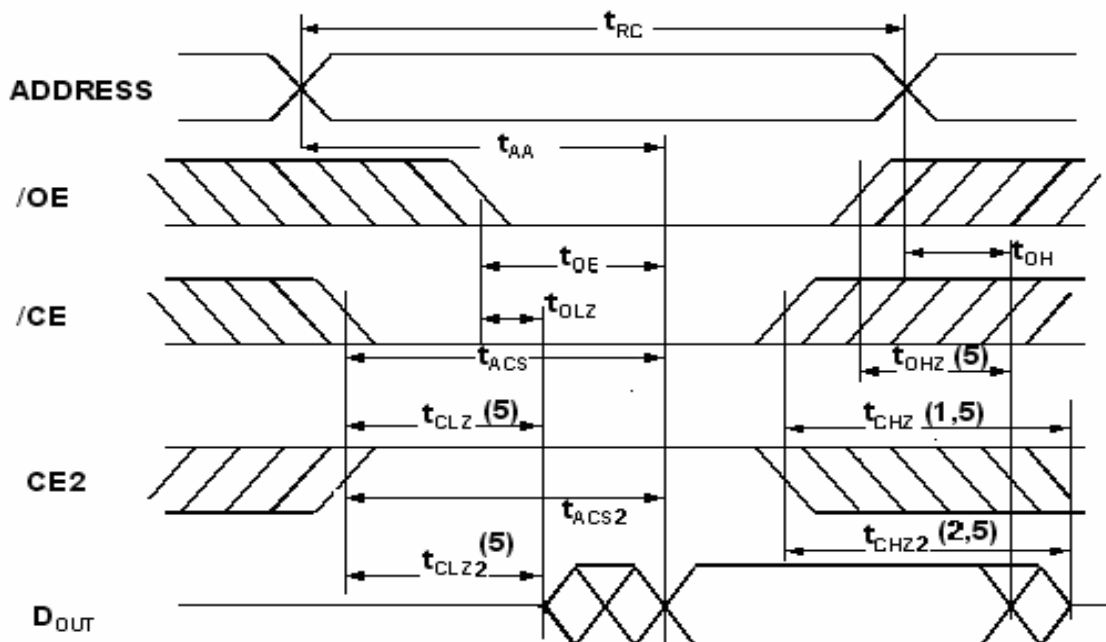 tRC
ADDRESS
tAA
/OE
tOE
tOH
/CE
tOLZ
tACS
tOHZ (5)
tCLZ (5)
tCHZ (1,5)
CE2
tACS2
tCHZ2 (2,5)
tCLZ2 (5)
DOUT